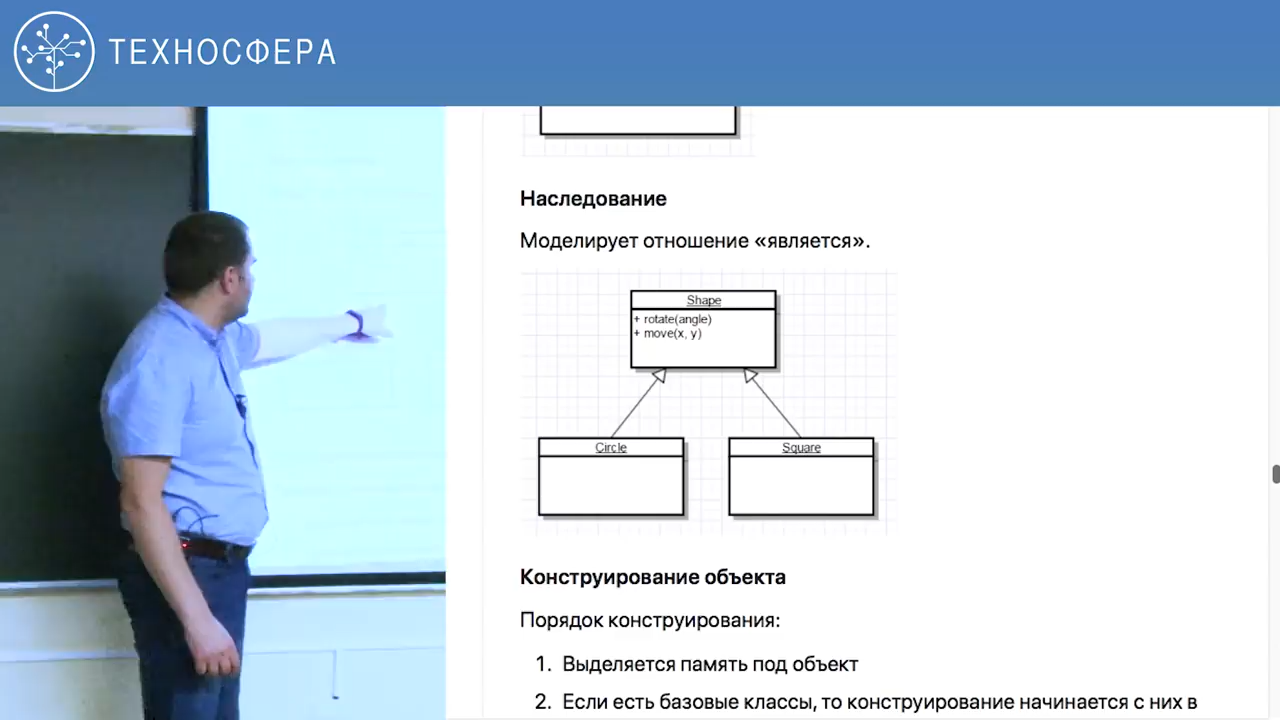 ТЕХНОСФЕРА
Наследование
Моделирует отношение «является».
Shape
+ rotate(angle)
+ move(x, y)
Circle
Square
Конструирование объекта
Порядок конструирования:
1. Выделяется память под объект
2. Если есть базовые классы, то конструирование начинается с них в